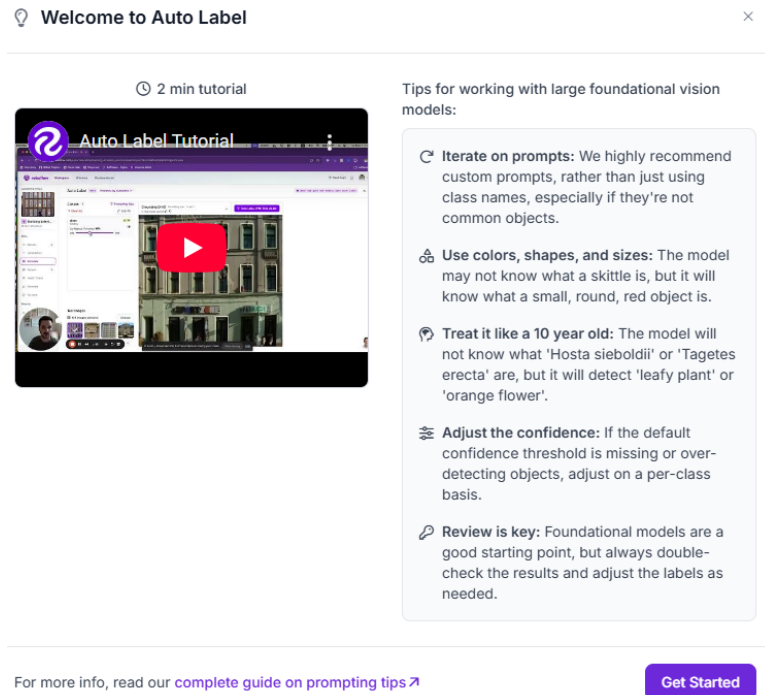 Welcome to Auto Label
2 min tutorial
Auto Label Tutorial
Tips for working with large foundational vision
models:
Iterate on prompts: We highly recommend
custom prompts, rather than just using
class names, especially if they're not
common objects.
Use colors, shapes, and sizes: The model
may not know what a skittle is, but it will
know what a small, round, red object is.
Treat it like a 10 year old: The model will
not know what 'Hosta sieboldii' or 'Tagetes
erecta' are, but it will detect 'leafy plant' or
'orange flower'.
Adjust the confidence: If the default
confidence threshold is missing or over-
detecting objects, adjust on a per-class
basis.
Review is key: Foundational models are a
good starting point, but always double-
check the results and adjust the labels as
needed.
For more info, read our complete guide on prompting tips
Get Started